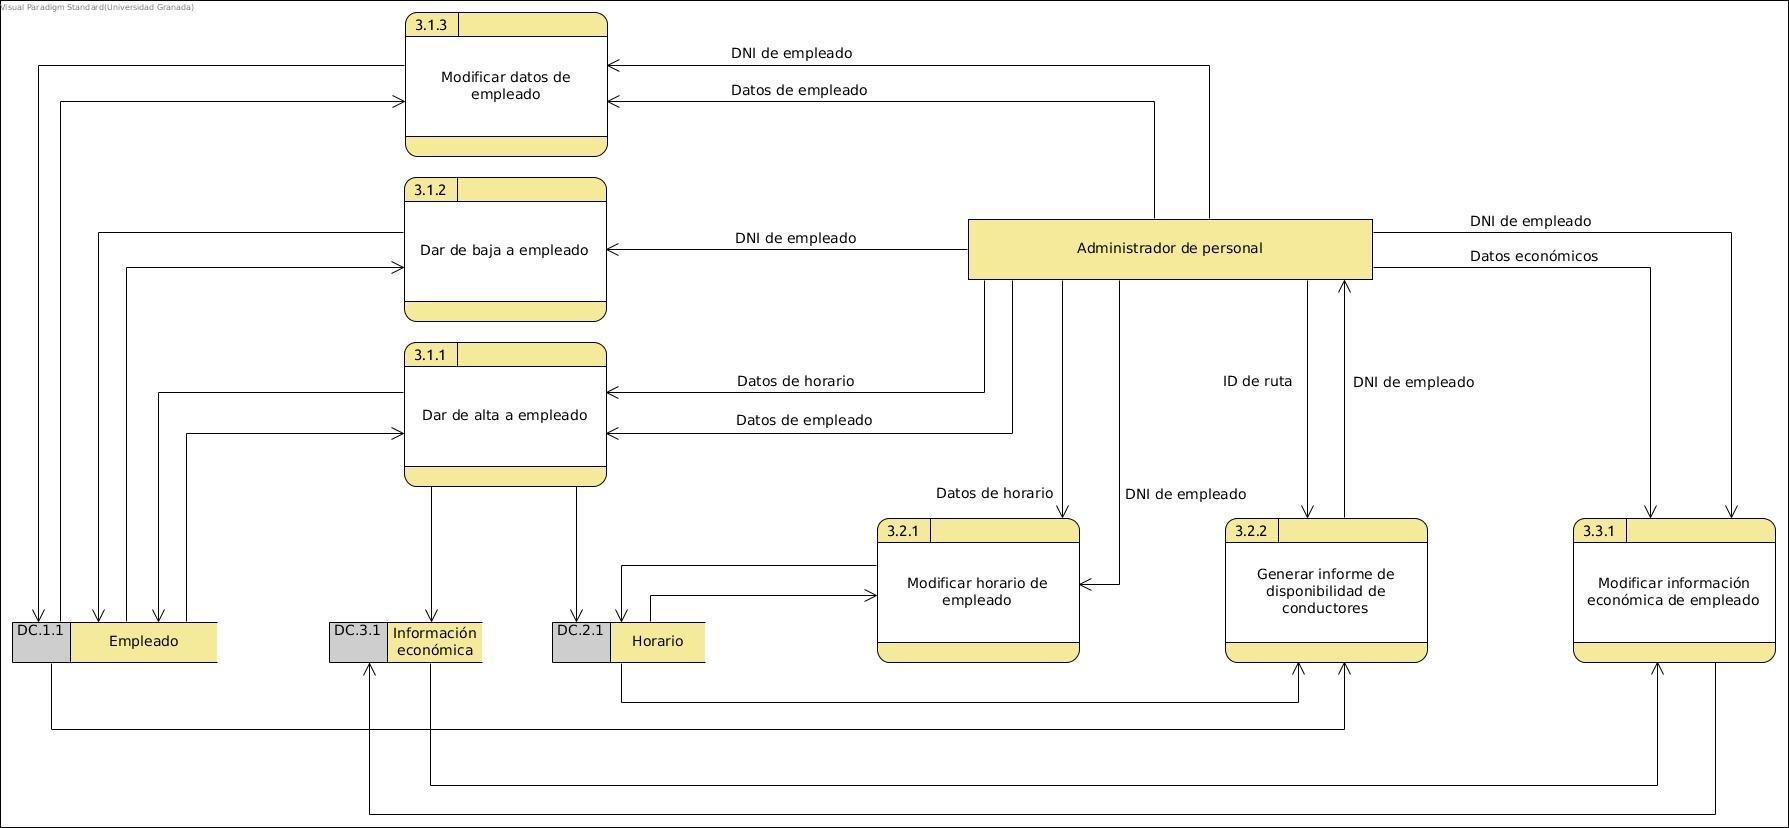 Visual Paradigm Standard(Universidad Granada)
3.1.3
Modificar datos de
empleado
DNI de empleado
Datos de empleado
3.1.2
Dar de baja a empleado
DNI de empleado
Administrador de personal
DNI de empleado
Datos económicos
3.1.1
Dar de alta a empleado
Datos de horario
Datos de empleado
ID de ruta
DNI de empleado
Datos de horario
DNI de empleado
3.2.1
Modificar horario de
empleado
3.2.2
Generar informe de
disponibilidad de
conductores
3.3.1
Modificar información
económica de empleado
DC.1.1
Empleado
DC.3.1
Información
económica
DC.2.1
Horario